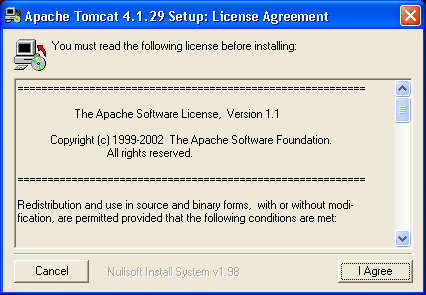 Apache Tomcat 4.1.29 Setup: License Agreement
You must read the following license before installing:
====================================================
The Apache Software License, Version 1.1
Copyright (c) 1999-2002 The Apache Software Foundation.
All rights reserved.
====================================================
Redistribution and use in source and binary forms, with or without modi-
fication, are permitted provided that the following conditions are met:
Cancel Nullsoft Install System v1.98 I Agree